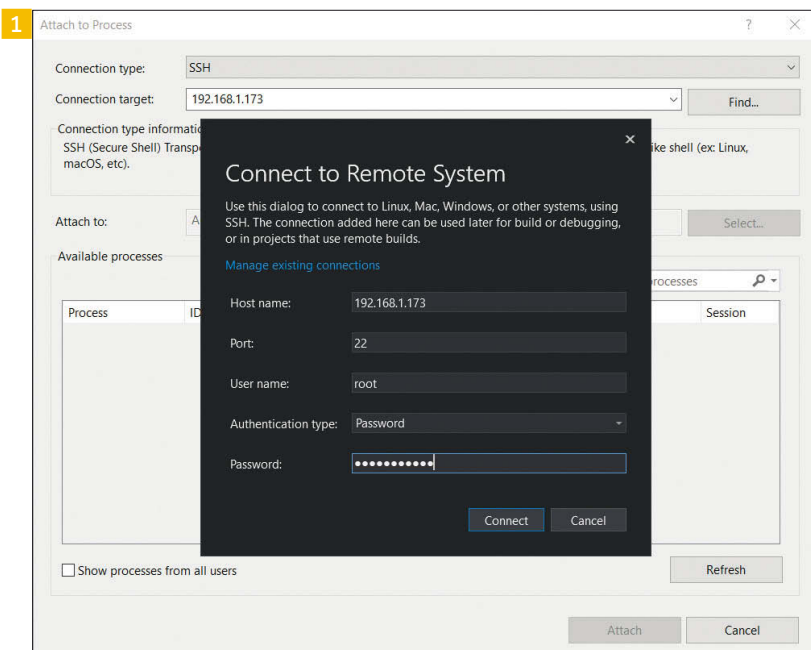 1
Attach to Process
?
Connection type:
SSH
Connection target:
192.168.1.173
Find...
Connection type
SSH (Secure Shell)
ike shell (ex: Linux,
macOS, etc).
Connect to Remote System
Use this dialog to connect to Linux, Mac, Windows, or other systems, using
SSH. The connection added here can be used later for build or debugging,
or in projects that use remote builds.
Manage existing connections
Attach to:
A
Select...
Available processes
rocesses
Process
ID
Session
Host name:
192.168.1.173
Port:
22
User name:
root
Authentication type:
Password
Password:
•••••••••••
Connect
Cancel
Show processes from all users
Refresh
Attach
Cancel